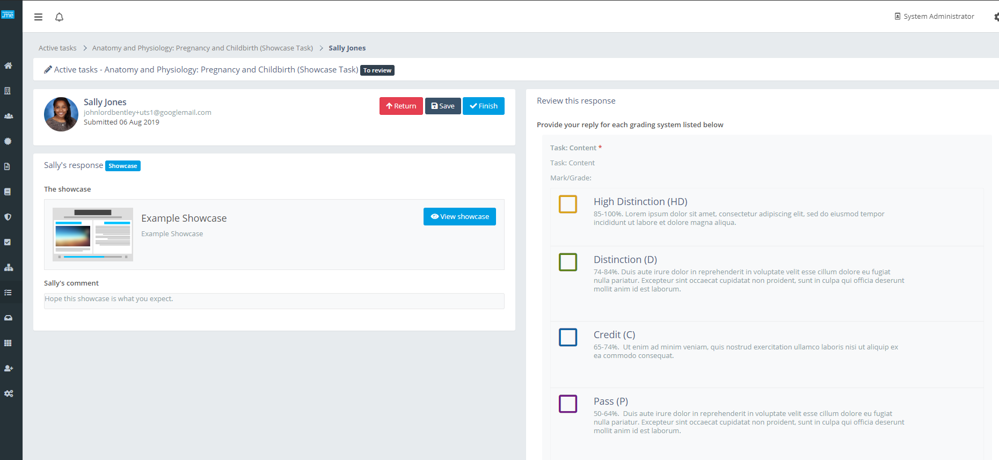 .me
System Administrator
Active tasks > Anatomy and Physiology: Pregnancy and Childbirth (Showcase Task) > Sally Jones
Active tasks - Anatomy and Physiology: Pregnancy and Childbirth (Showcase Task) To review
Sally Jones
johnlordbentley+uts1@googlemail.com
Submitted 06 Aug 2019
Return Save Finish
Sally's response Showcase
The showcase
Example Showcase
Example Showcase
View showcase
Sally's comment
Hope this showcase is what you expect.
Review this response
Provide your reply for each grading system listed below
Task: Content *
Task: Content
Mark/Grade:
High Distinction (HD)
85-100%. Lorem ipsum dolor sit amet, consectetur adipiscing elit, sed do eiusmod tempor
incididunt ut labore et dolore magna aliqua.
Distinction (D)
74-84%. Duis aute irure dolor in reprehenderit in voluptate velit esse cillum dolore eu fugiat
nulla pariatur. Excepteur sint occaecat cupidatat non proident, sunt in culpa qui officia deserunt
mollit anim id est laborum.
Credit (C)
65-74%. Ut enim ad minim veniam, quis nostrud exercitation ullamco laboris nisi ut aliquip ex
ea commodo consequat.
Pass (P)
50-64%. Duis aute irure dolor in reprehenderit in voluptate velit esse cillum dolore eu fugiat
nulla pariatur. Excepteur sint occaecat cupidatat non proident, sunt in culpa qui officia deserunt
mollit anim id est laborum.